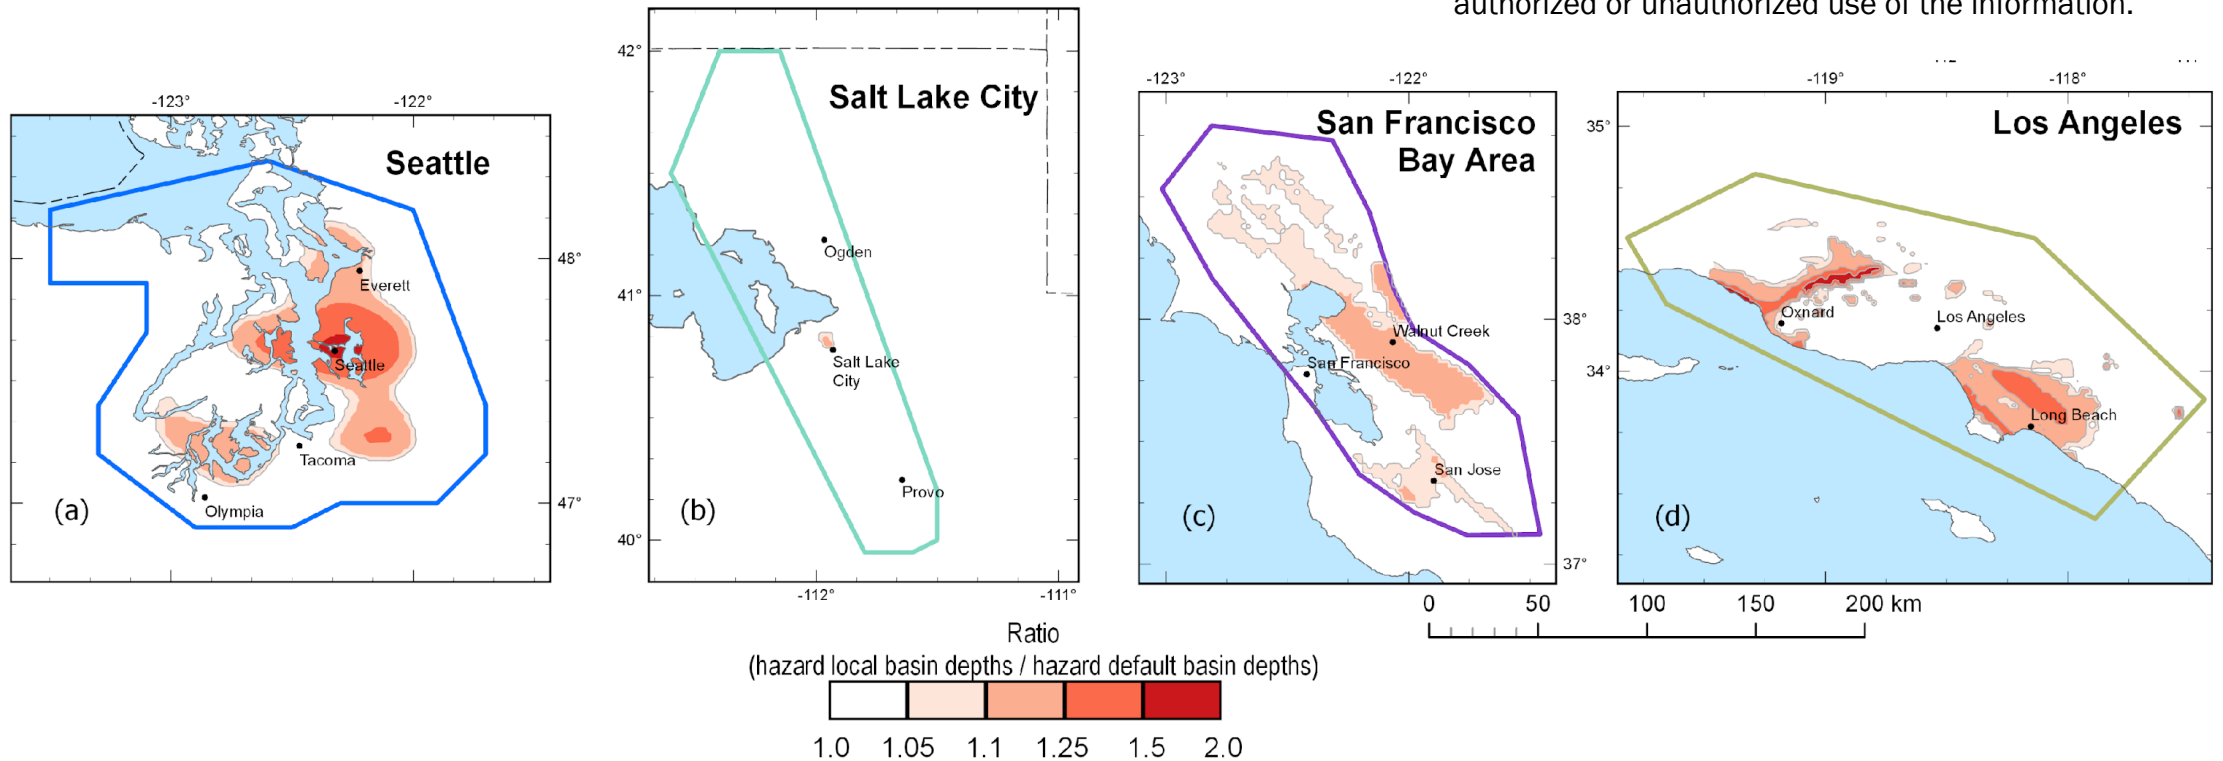 authorized or unauthorized use of the information.
-123°
-122°
Seattle
48°
Everett
Seattle
Tacoma
Olympia
47°
(a)
42°
Salt Lake City
Ogden
41°
Salt Lake
City
Provo
(b)
40°
-112°
-111°
-123°
-122°
San Francisco
Bay Area
38°
Walnut Creek
San Francisco
San Jose
(c)
37°
-119°
-118°
35°
Los Angeles
Oxnard
Los Angeles
34°
Long Beach
(d)
0 50 100 150 200 km
Ratio
(hazard local basin depths / hazard default basin depths)
1.0 1.05 1.1 1.25 1.5 2.0